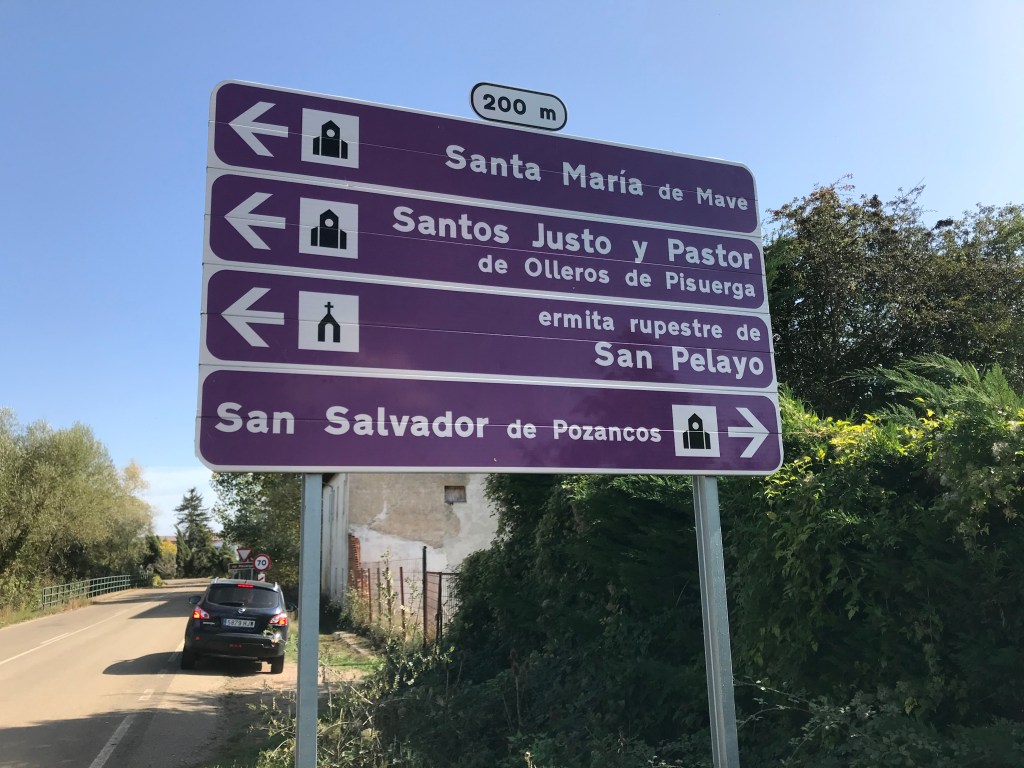 200 m
Santa María de Mave
Santos Justo y Pastor
de Olleros de Pisuerga
ermita rupestre de
San Pelayo
San Salvador de Pozancos
70